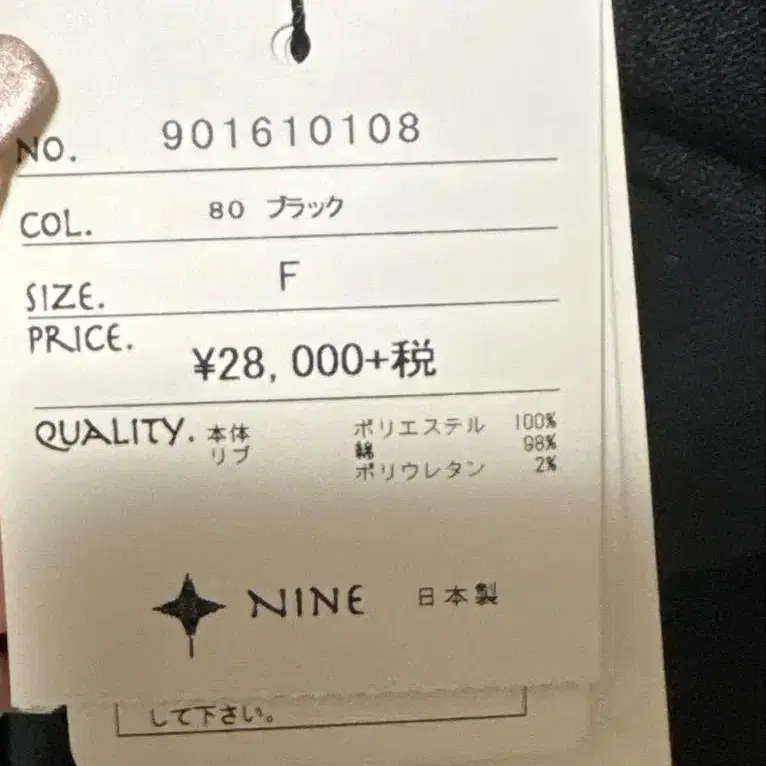 NO. 901610108
COL. 80 ブラック
SIZE. F
PRICE. ¥28,000+税
QUALITY. 本体 ポリエステル 100%
リブ 綿 98%
ポリウレタン 2%
NINE 日本製
して下さい。